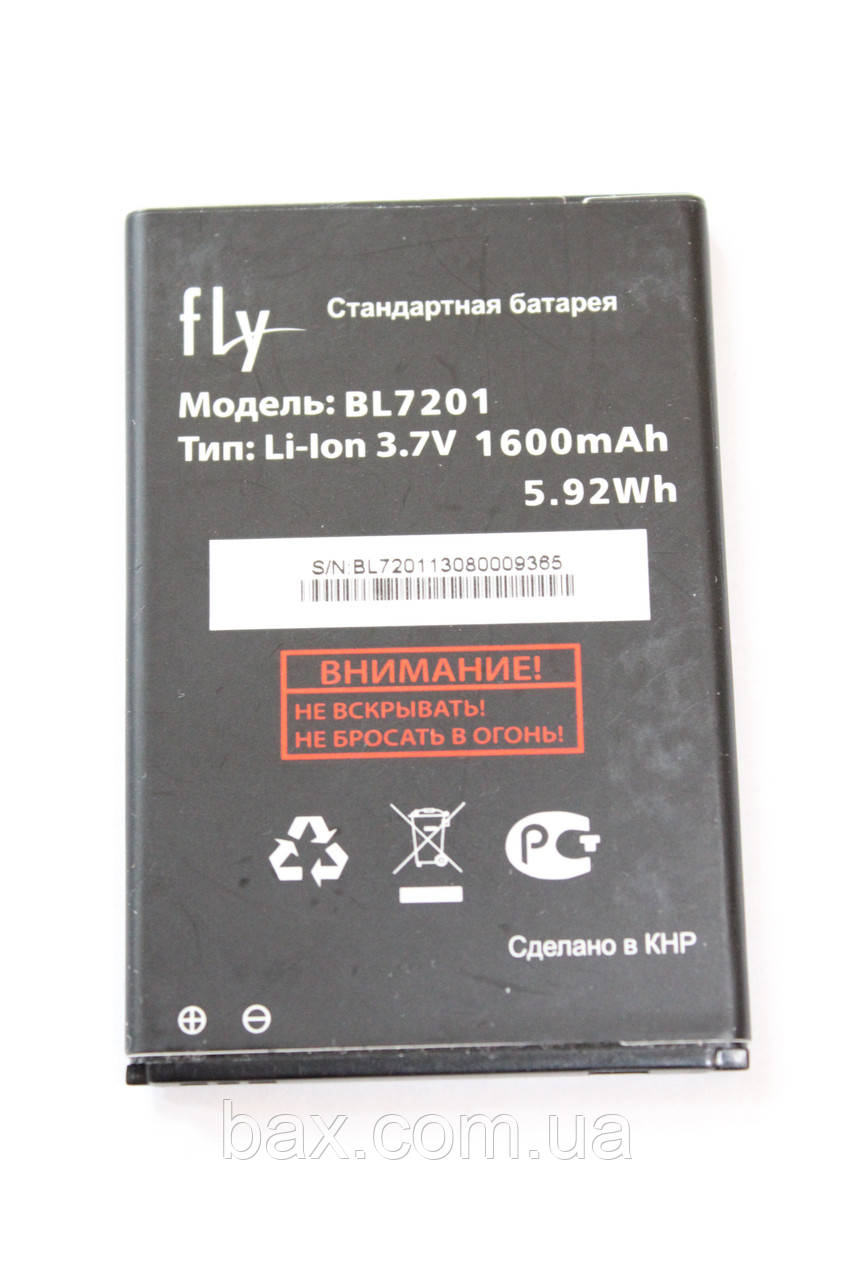 fly
Стандартная батарея
Модель: BL7201
Тип: Li-Ion 3.7V 1600mAh
5.92Wh
S/N:BL720113080009365
ВНИМАНИЕ!
НЕ ВСКРЫВАТЬ!
НЕ БРОСАТЬ В ОГОНЬ!
РСТ
Сделано в КНР
bax.com.ua